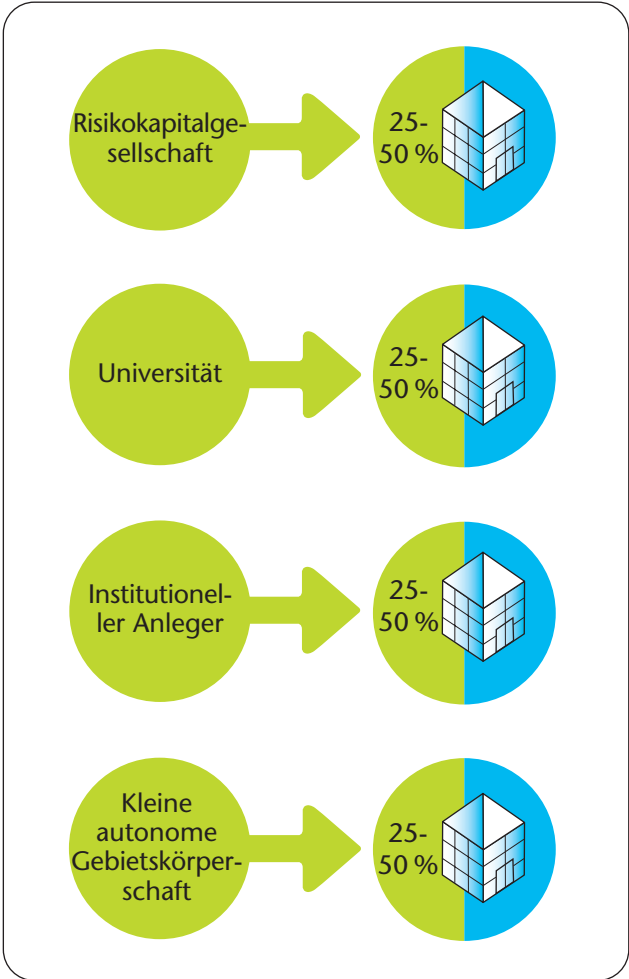 Risikokapitalge-
sellschaft
25-
50 %
Universität
25-
50 %
Institutionel-
ler Anleger
25-
50 %
Kleine
autonome
Gebietskörper-
schaft
25-
50 %